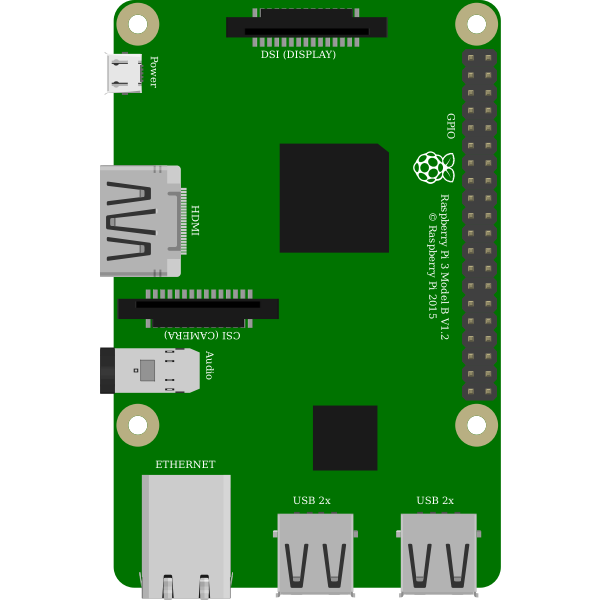 DSI (DISPLAY)
Power
GPIO
HDMI
Raspberry Pi 3 Model B V1.2
© Raspberry Pi 2015
CSI (CAMERA)
Audio
ETHERNET
USB 2x
USB 2x